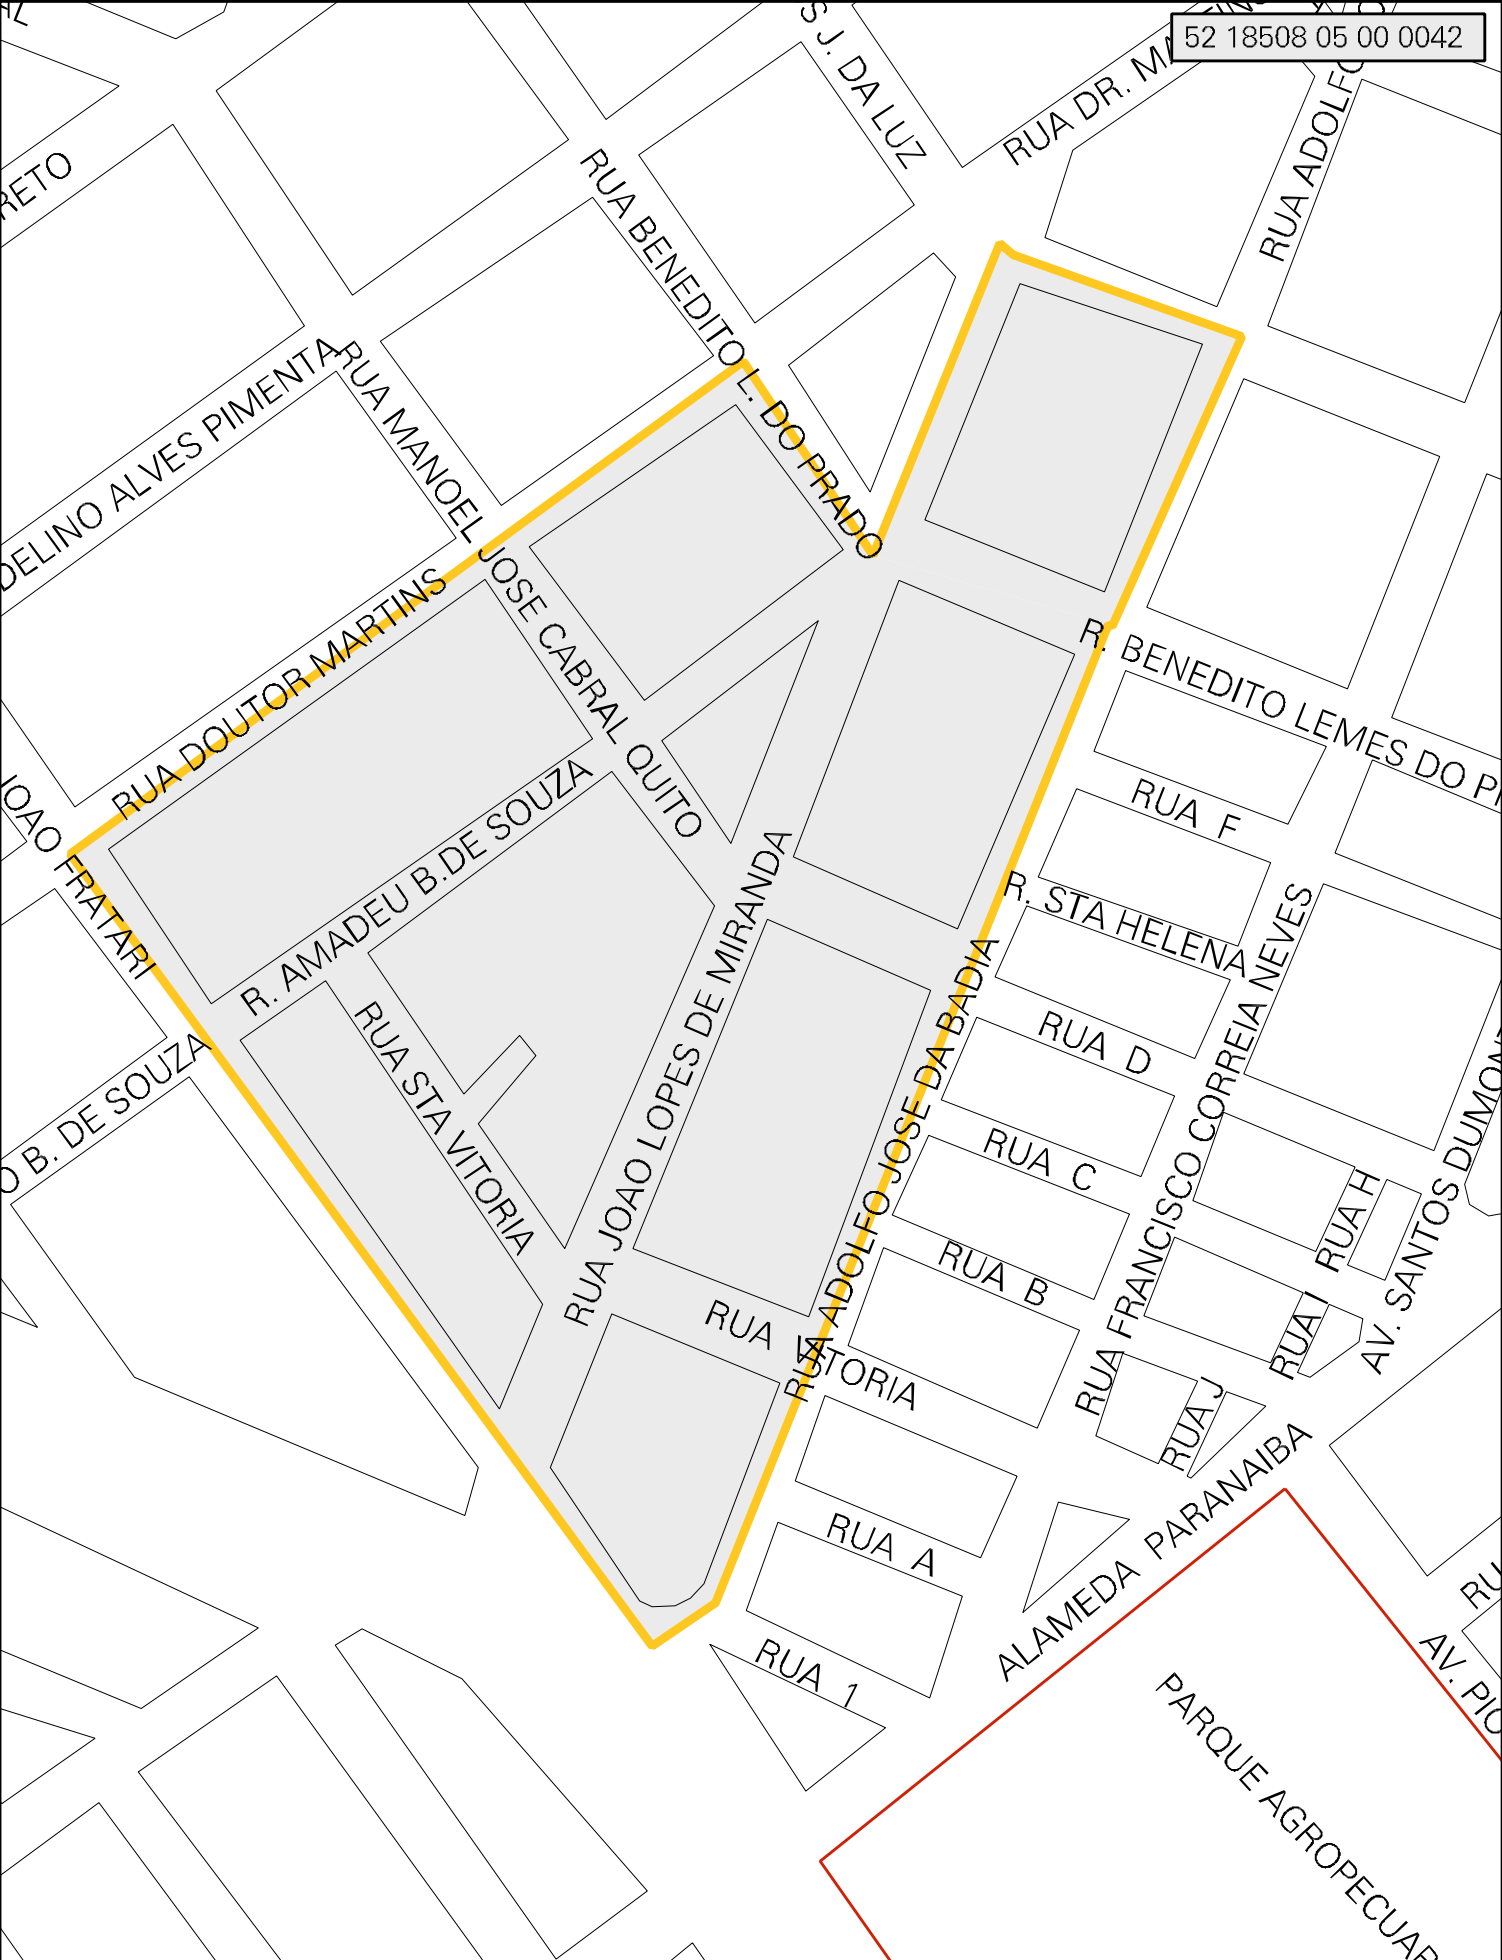 52 18508 05 00 0042
S J. DA LUZ
RUA DR.
RUA ADOLFO
RETO
RUA BENEDITO L. DO PRADO
DELINO ALVES PIMENTA
RUA MANOEL JOSE CABRAL QUITO
RUA DOUTOR MARTINS
JOAO FRATARI
R. AMADEU B.DE SOUZA
O B. DE SOUZA
RUA STA VITORIA
RUA JOAO LOPES DE MIRANDA
RUA ADOLFO JOSE DA BADIA
R. BENEDITO LEMES DO P
RUA F
R. STA HELENA
RUA D
RUA C
RUA B
RUA VITORIA
RUA A
RUA 1
RUA FRANCISCO CORREIA NEVES
RUA H
RUA I
RUA J
AV. SANTOS DUMON
ALAMEDA PARANAIBA
PARQUE AGROPECUAR
AV. PIO
RU